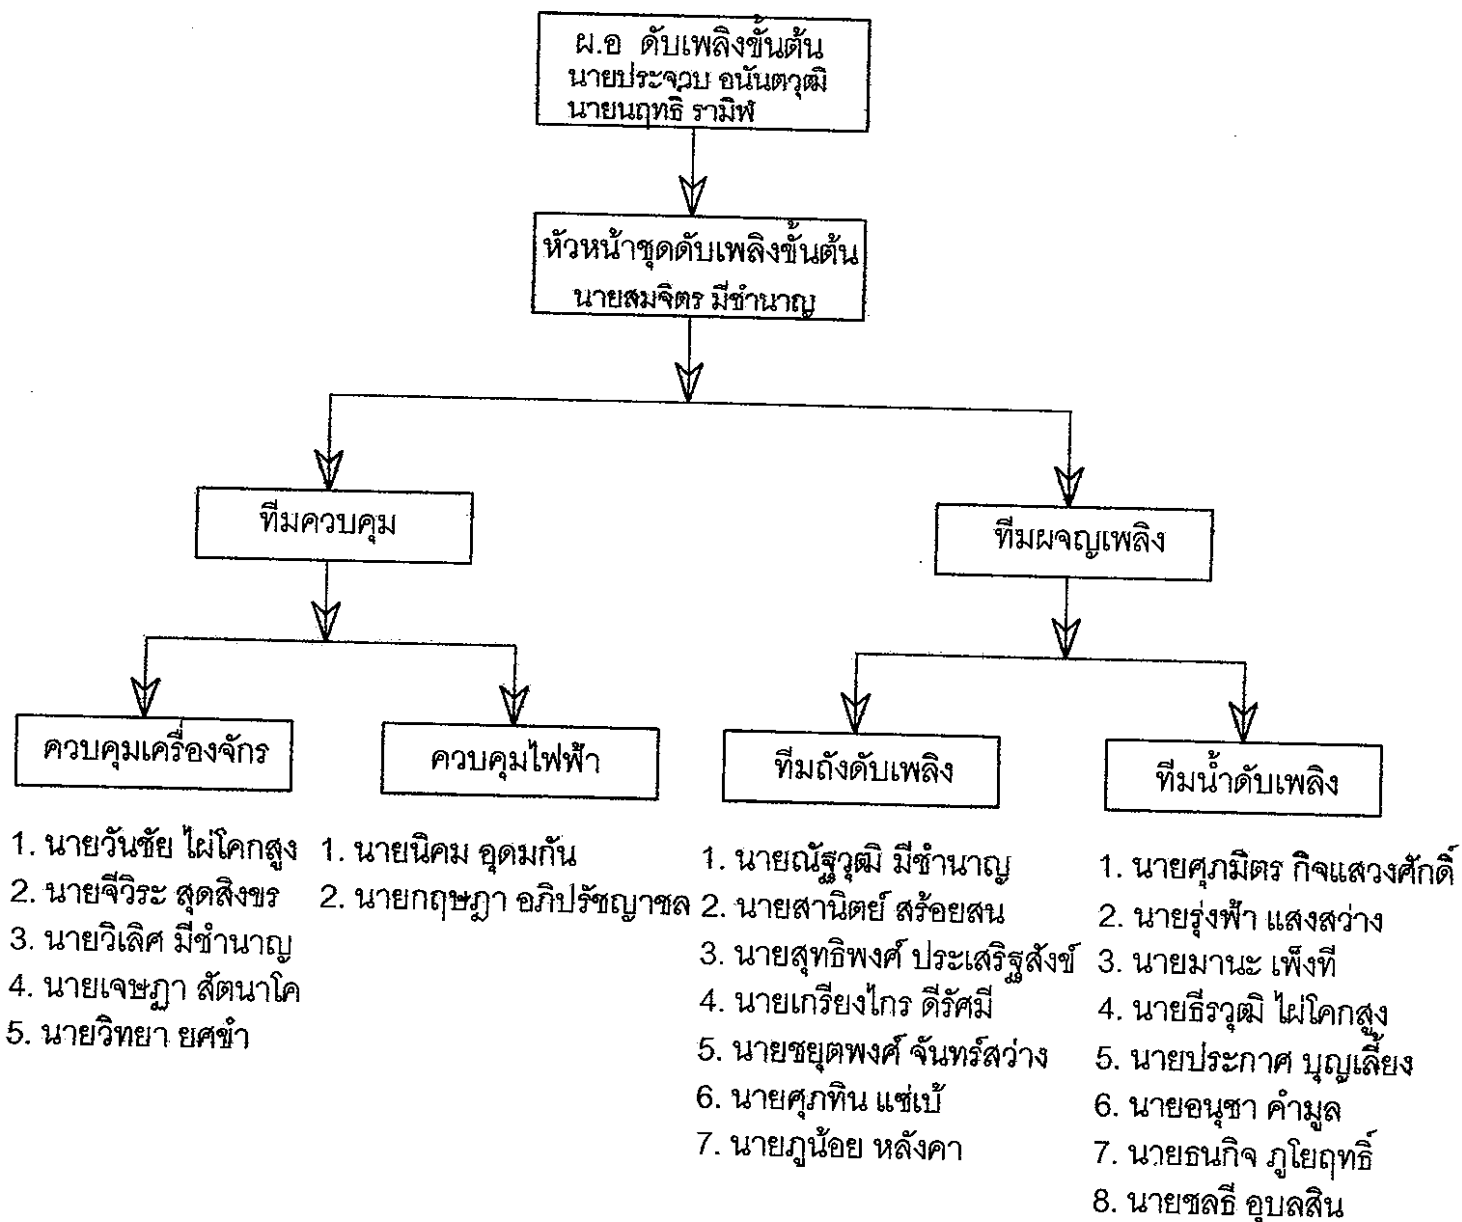 ผ.อ ดับเพลิงขั้นต้น
นายประจวบ อนันตวุฒิ
นายนฤทธิ์ รามิฬ
หัวหน้าชุดดับเพลิงขั้นต้น
นายสมจิตร มีชำนาญ
ทีมควบคุม
ทีมผจญเพลิง
ควบคุมเครื่องจักร
ควบคุมไฟฟ้า
ทีมถังดับเพลิง
ทีมน้ำดับเพลิง
1. นายวันชัย ไผ่โคกสูง
2. นายจีวิระ สุดสิงขร
3. นายวิเลิศ มีชำนาญ
4. นายเจษฎา สัตนาโค
5. นายวิทยา ยศขำ
1. นายนิคม อุดมกัน
2. นายกฤษฎา อภิปรัชญาชล
1. นายณัฐวุฒิ มีชำนาญ
2. นายสานิตย์ สร้อยสน
3. นายสุทธิพงศ์ ประเสริฐสังข์
4. นายเกรียงไกร ดีรัศมี
5. นายชยุตพงศ์ จันทร์สว่าง
6. นายศุภทิน แซ่เบ้
7. นายภูน้อย หลังคา
1. นายศุภมิตร กิจแสวงศักดิ์
2. นายรุ่งฟ้า แสงสว่าง
3. นายมานะ เพ็งที
4. นายธีรวุฒิ ไผ่โคกสูง
5. นายประกาศ บุญเลี้ยง
6. นายอนุชา คำมูล
7. นายธนกิจ ภูโยฤทธิ์
8. นายชลธี อุบลสิน